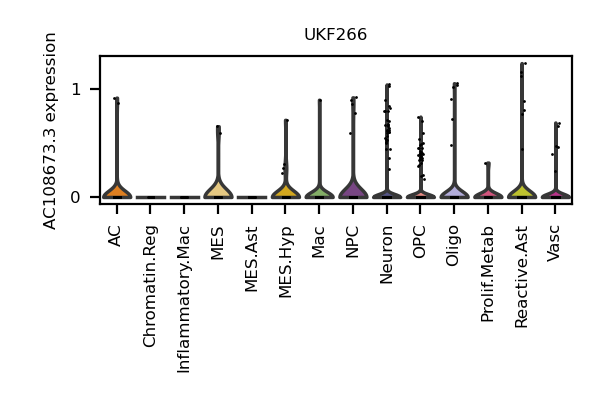 UKF266
AC108673.3 expression
1
0
AC
Chromatin.Reg
Inflammatory.Mac
MES
MES.Ast
MES.Hyp
Mac
NPC
Neuron
OPC
Oligo
Prolif.Metab
Reactive.Ast
Vasc